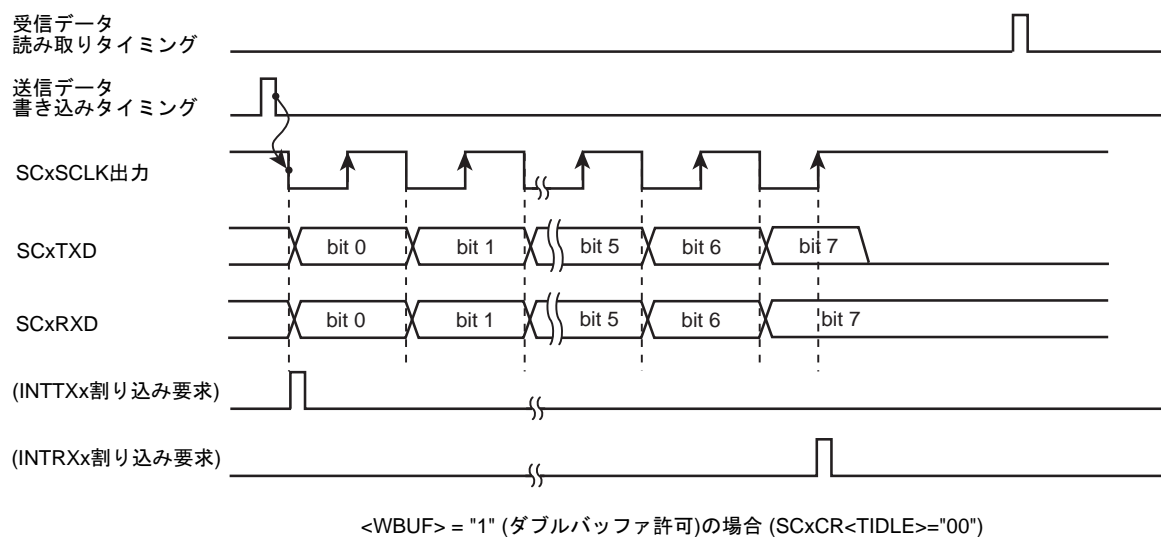 受信データ
読み取りタイミング
送信データ
書き込みタイミング
SCxSCLK出力
SCxTXD
bit 0
bit 1
bit 5
bit 6
bit 7
SCxRXD
bit 0
bit 1
bit 5
bit 6
bit 7
(INTTXx割り込み要求)
(INTRXx割り込み要求)
<WBUF> = "1" (ダブルバッファ許可)の場合 (SCxCR<TIDLE>="00")